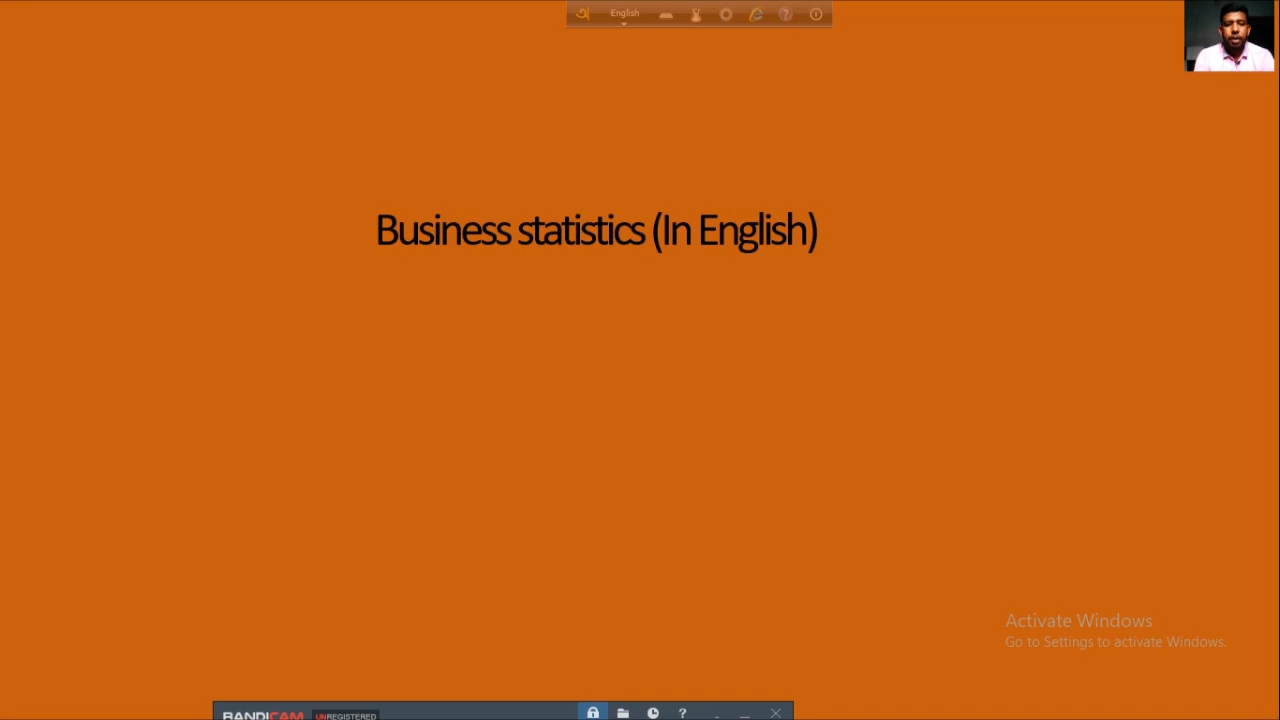 অ English
Business statistics (In English)
Activate Windows
Go to Settings to activate Windows.
BANDICAM UNREGISTERED